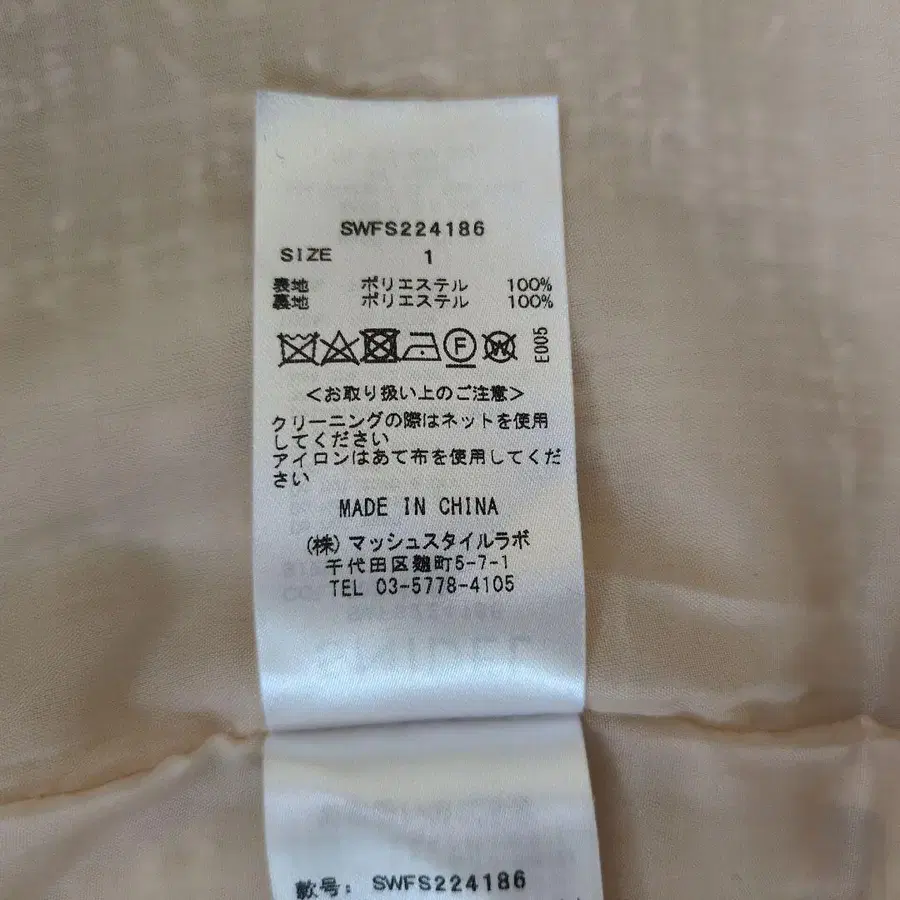 SWFS224186
SIZE 1
表地 ポリエステル 100%
裏地 ポリエステル 100%
F W E005
<お取り扱い上のご注意>
クリーニングの際はネットを使用
してください
アイロンはあて布を使用してくだ
さい
MADE IN CHINA
(株)マッシュスタイルラボ
千代田区麹町5-7-1
TEL 03-5778-4105
款号: SWFS224186